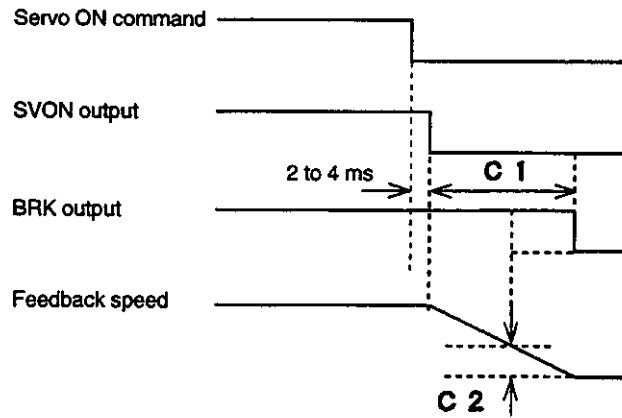 Servo ON command
SVON output
2 to 4 ms
C 1
BRK output
Feedback speed
C 2